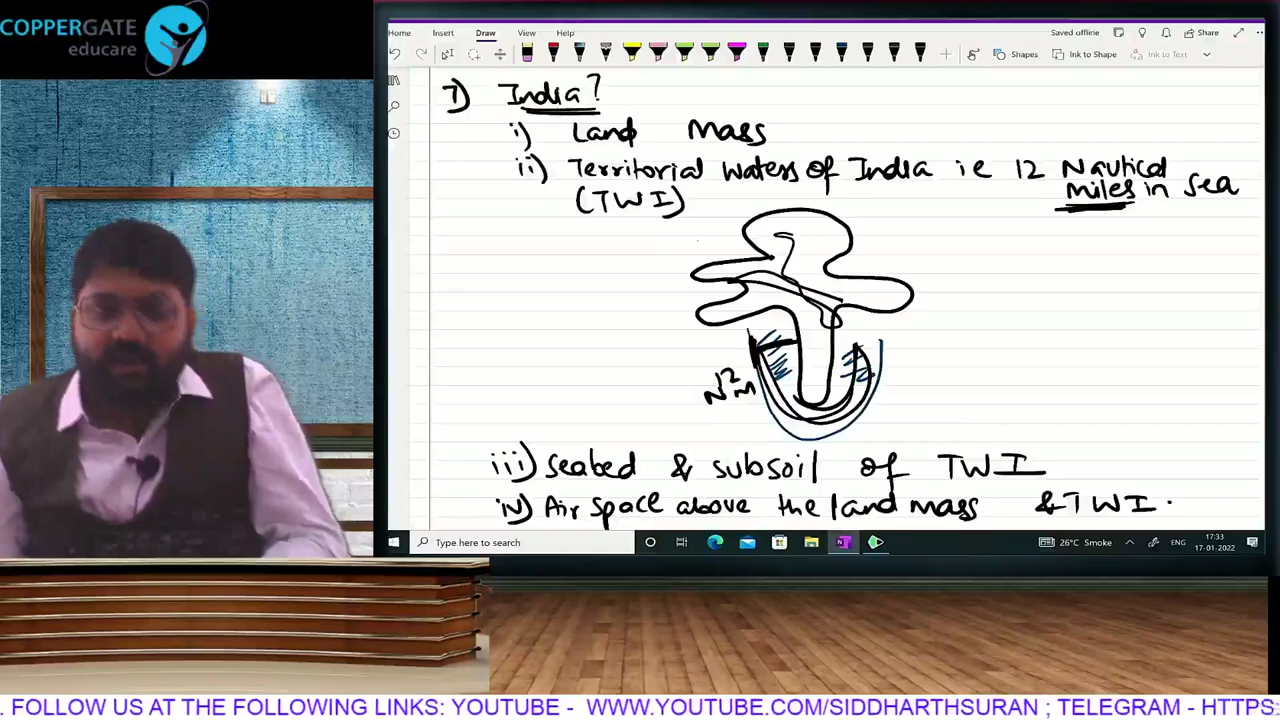 COPPERGATE
educare
Home Insert Draw View Help
Saved offline
Share
Shapes
Ink to Shape
Ink to Text
1) India?
i) Land Mass
ii) Territorial waters of India ie 12 Nautical
miles in sea
(TWI)
iii) Seabed & subsoil of TWI
iv) Air space above the land mass & TWI.
Type here to search
26°C Smoke
ENG
17:33
17-01-2022
. FOLLOW US AT THE FOLLOWING LINKS: YOUTUBE - WWW.YOUTUBE.COM/SIDDHARTHSURAN ; TELEGRAM - HTTPS: